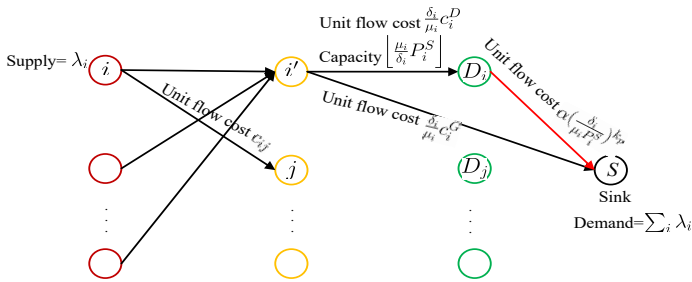 Unit flow cost $\frac{\delta_i}{\mu_i} c_i^D$
Capacity $\left\lfloor \frac{\mu_i}{\delta_i} P_i^S \right\rfloor$
Supply= $\lambda_i$
$i$
$i'$
$D_i$
Unit flow cost $\alpha(\frac{\delta_i}{\mu_i P_i^S})^{k_p}$
Unit flow cost $c_{ij}$
Unit flow cost $\frac{\delta_i}{\mu_i} c_i^G$
$j$
$D_j$
$S$
Sink
Demand=$\sum_i \lambda_i$